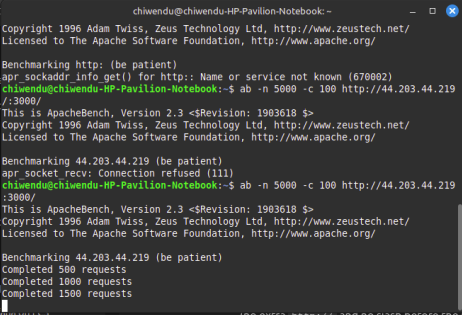 chiwendu@chiwendu-HP-Pavilion-Notebook: ~
Copyright 1996 Adam Twiss, Zeus Technology Ltd, http://www.zeustech.net/
Licensed to The Apache Software Foundation, http://www.apache.org/
Benchmarking http: (be patient)
apr_sockaddr_info_get() for http:: Name or service not known (670002)
chiwendu@chiwendu-HP-Pavilion-Notebook:~$ ab -n 5000 -c 100 http://44.203.44.219
/:3000/
This is ApacheBench, Version 2.3 <$Revision: 1903618 $>
Copyright 1996 Adam Twiss, Zeus Technology Ltd, http://www.zeustech.net/
Licensed to The Apache Software Foundation, http://www.apache.org/
Benchmarking 44.203.44.219 (be patient)
apr_socket_recv: Connection refused (111)
chiwendu@chiwendu-HP-Pavilion-Notebook:~$ ab -n 5000 -c 100 http://44.203.44.219
:3000/
This is ApacheBench, Version 2.3 <$Revision: 1903618 $>
Copyright 1996 Adam Twiss, Zeus Technology Ltd, http://www.zeustech.net/
Licensed to The Apache Software Foundation, http://www.apache.org/
Benchmarking 44.203.44.219 (be patient)
Completed 500 requests
Completed 1000 requests
Completed 1500 requests